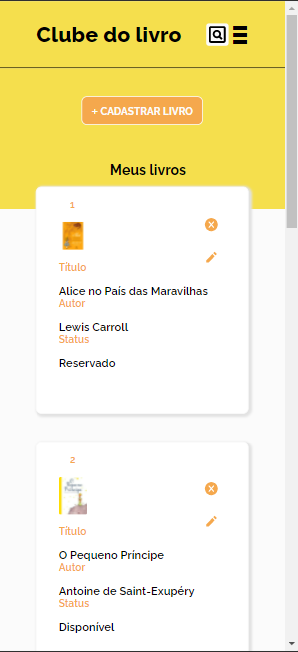 Clube do livro
+ CADASTRAR LIVRO
Meus livros
1
Título
Alice no País das Maravilhas
Autor
Lewis Carroll
Status
Reservado
2
Título
O Pequeno Príncipe
Autor
Antoine de Saint-Exupéry
Status
Disponível